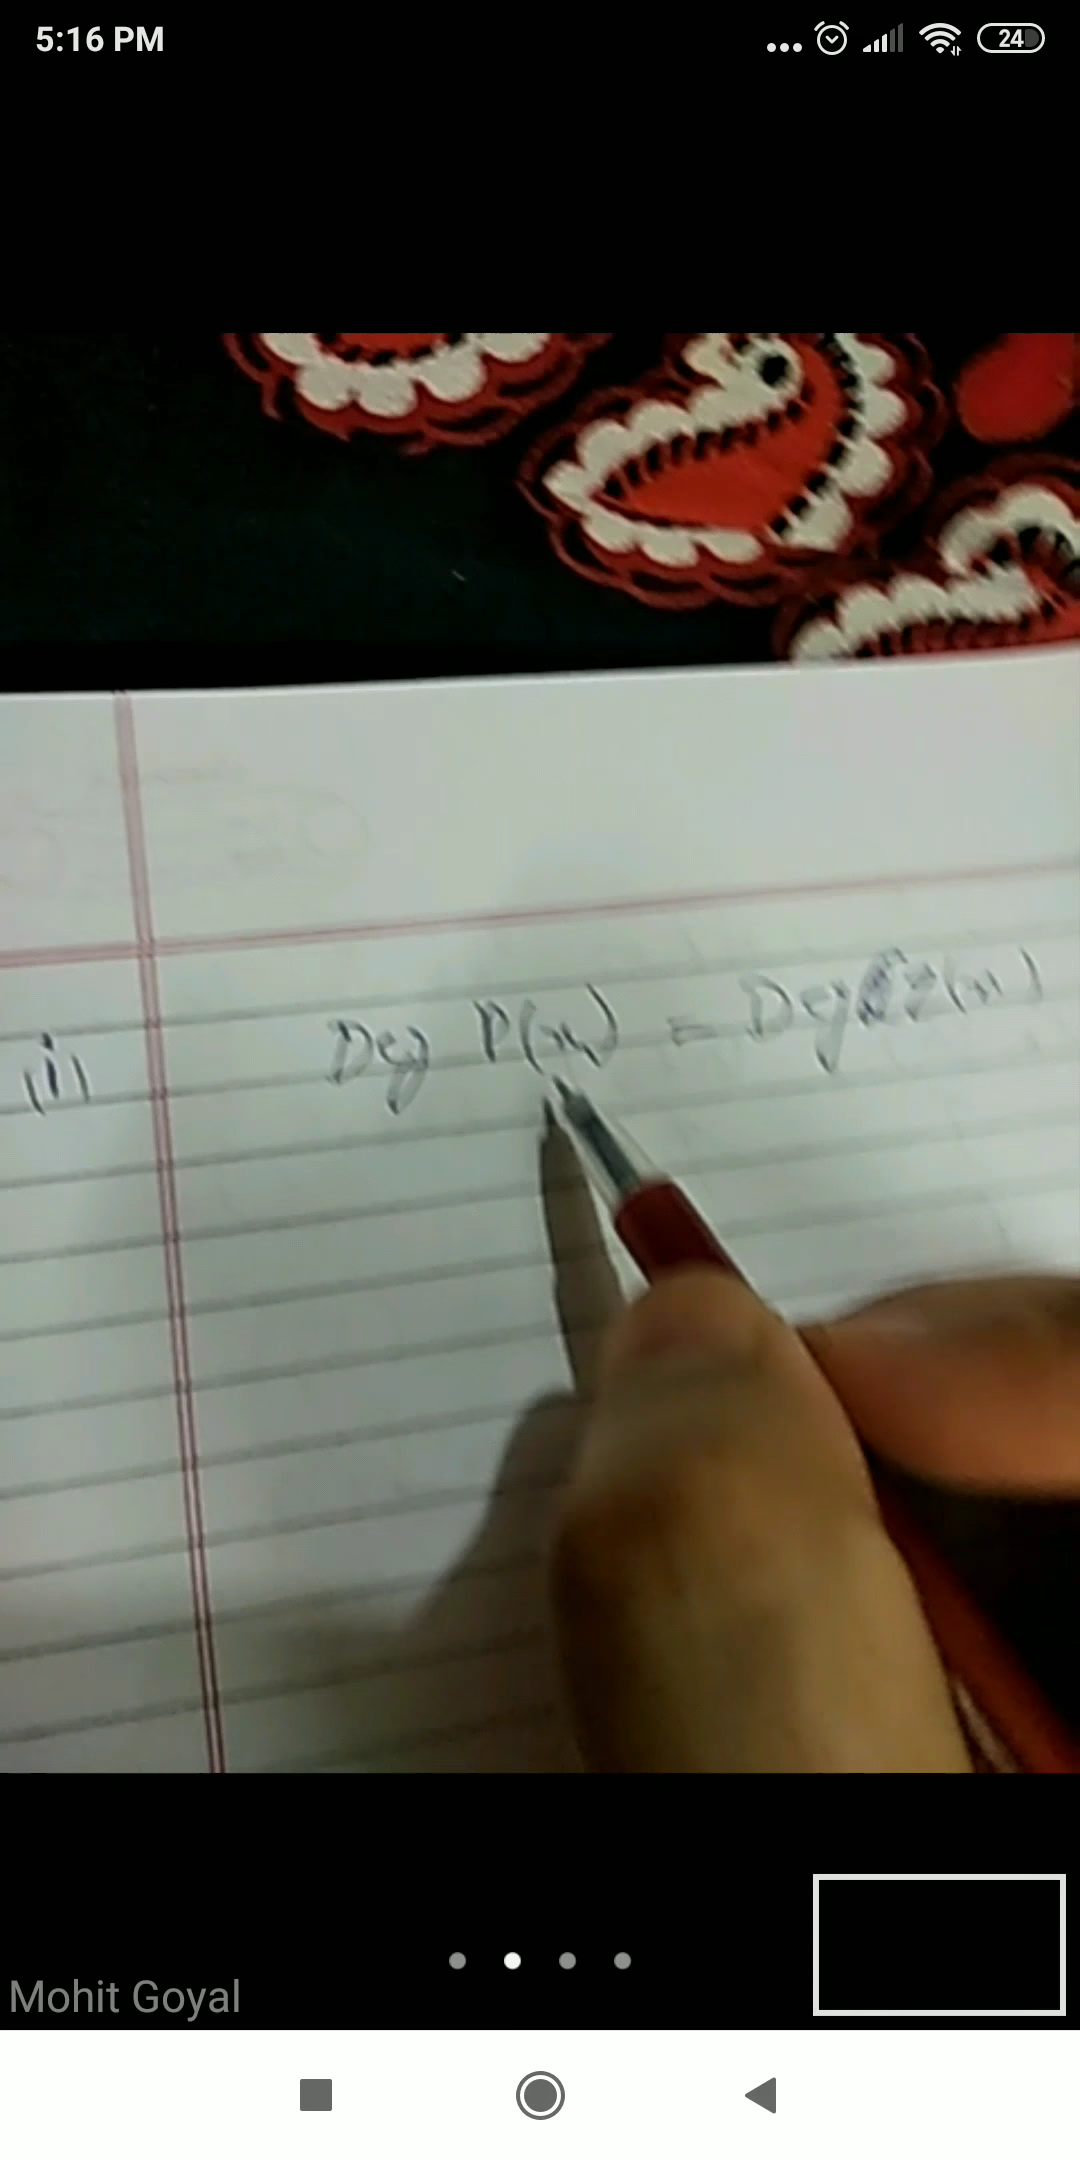 5:16 PM
24
(i) Deg P(x) = Deg
Mohit Goyal